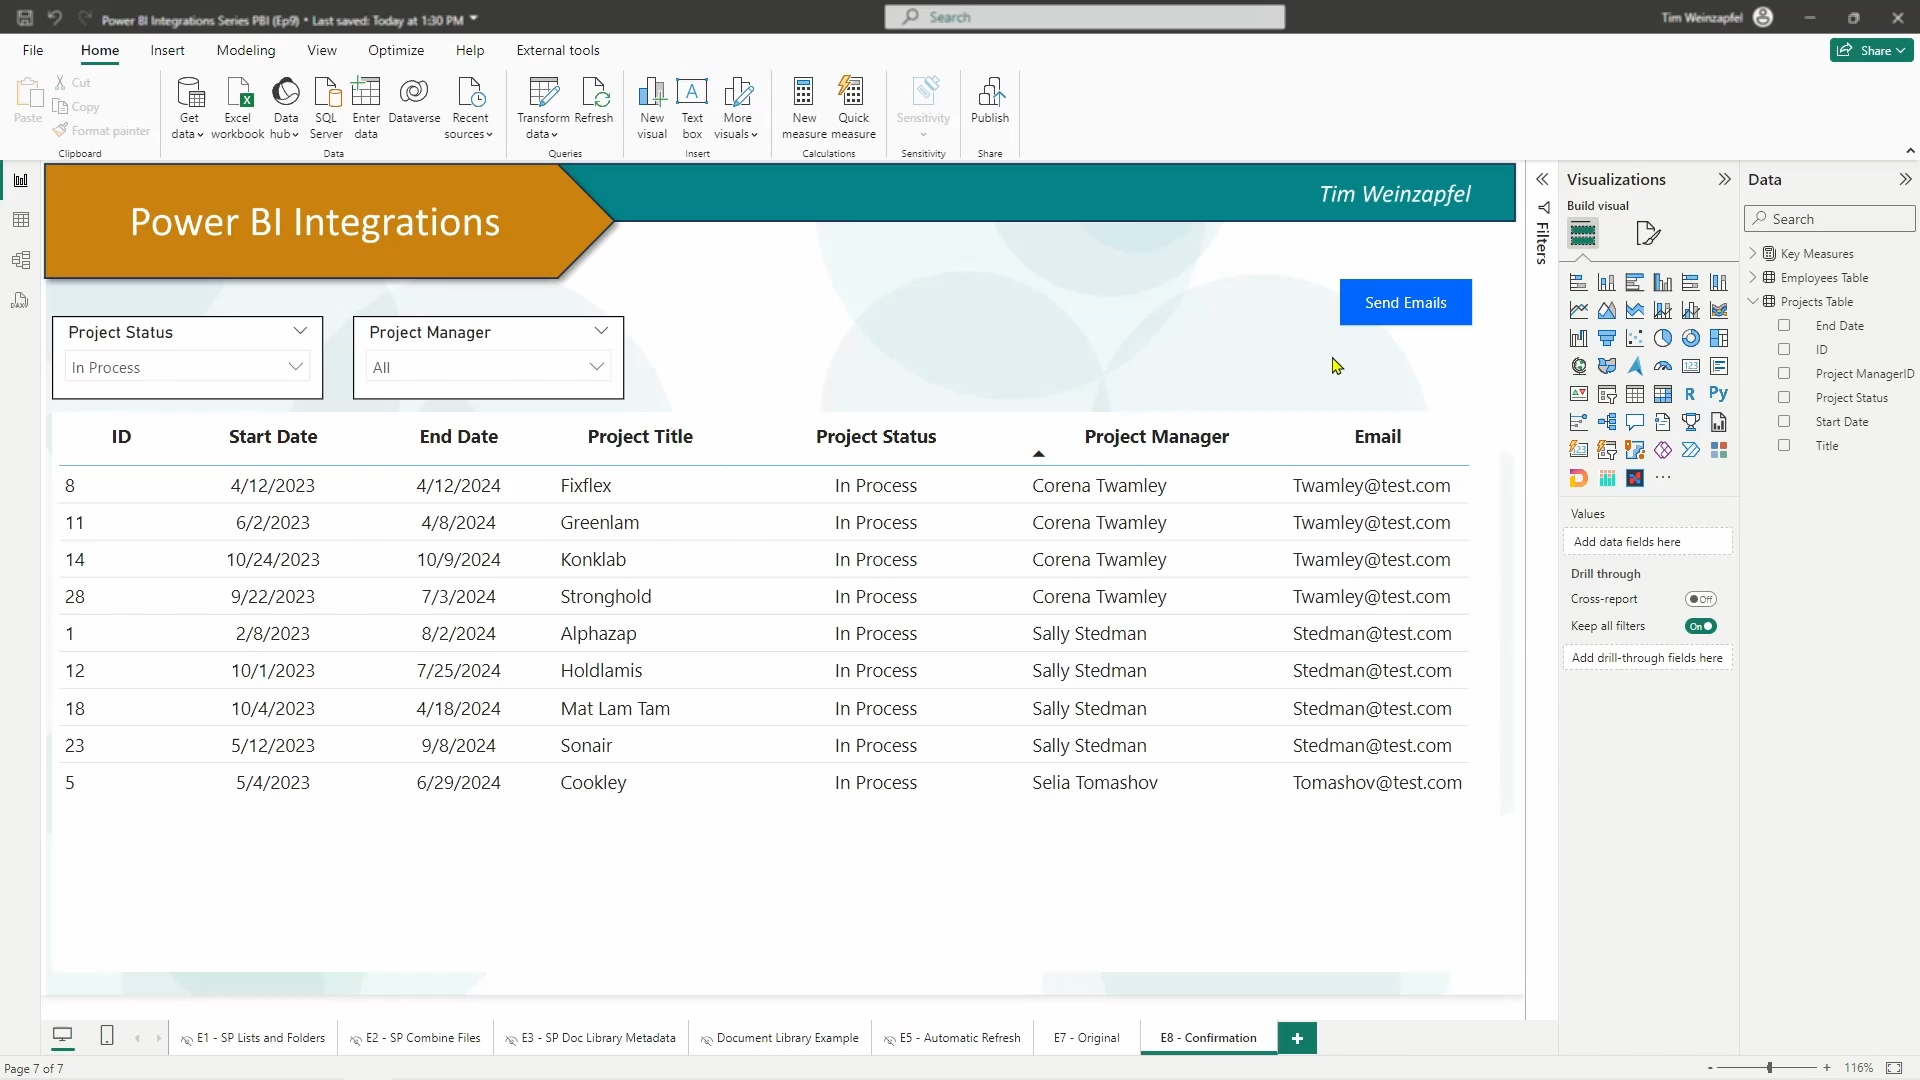 Power BI Integrations Series PBI (Ep9) • Last saved: Today at 1:30 PM
Search
Tim Weinzapfel
File
Home
Insert
Modeling
View
Optimize
Help
External tools
Share
Paste
Cut
Copy
Format painter
Clipboard
Get data
Excel workbook
Data hub
SQL Server
Enter data
Dataverse
Recent sources
Data
Transform data
Refresh
Queries
New visual
Text box
More visuals
Insert
New measure
Quick measure
Calculations
Sensitivity
Sensitivity
Publish
Share
Power BI Integrations
Tim Weinzapfel
Send Emails
Project Status
In Process
Project Manager
All
ID Start Date End Date Project Title Project Status Project Manager Email
8 4/12/2023 4/12/2024 Fixflex In Process Corena Twamley Twamley@test.com
11 6/2/2023 4/8/2024 Greenlam In Process Corena Twamley Twamley@test.com
14 10/24/2023 10/9/2024 Konklab In Process Corena Twamley Twamley@test.com
28 9/22/2023 7/3/2024 Stronghold In Process Corena Twamley Twamley@test.com
1 2/8/2023 8/2/2024 Alphazap In Process Sally Stedman Stedman@test.com
12 10/1/2023 7/25/2024 Holdlamis In Process Sally Stedman Stedman@test.com
18 10/4/2023 4/18/2024 Mat Lam Tam In Process Sally Stedman Stedman@test.com
23 5/12/2023 9/8/2024 Sonair In Process Sally Stedman Stedman@test.com
5 5/4/2023 6/29/2024 Cookley In Process Selia Tomashov Tomashov@test.com
Filters
Visualizations
Build visual
R
Py
123
Values
Add data fields here
Drill through
Cross-report
Off
Keep all filters
On
Add drill-through fields here
Data
Search
Key Measures
Employees Table
Projects Table
End Date
ID
Project ManagerID
Project Status
Start Date
Title
E1 - SP Lists and Folders
E2 - SP Combine Files
E3 - SP Doc Library Metadata
Document Library Example
E5 - Automatic Refresh
E7 - Original
E8 - Confirmation
Page 7 of 7
- + 116%